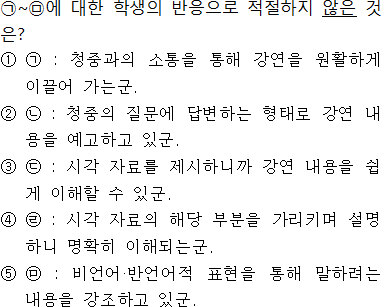 ㉠~㉤에 대한 학생의 반응으로 적절하지 않은 것
은?
① ㉠ : 청중과의 소통을 통해 강연을 원활하게
이끌어 가는군.
② ㉡ : 청중의 질문에 답변하는 형태로 강연 내
용을 예고하고 있군.
③ ㉢ : 시각 자료를 제시하니까 강연 내용을 쉽
게 이해할 수 있군.
④ ㉣ : 시각 자료의 해당 부분을 가리키며 설명
하니 명확히 이해되는군.
⑤ ㉤ : 비언어·반언어적 표현을 통해 말하려는
내용을 강조하고 있군.